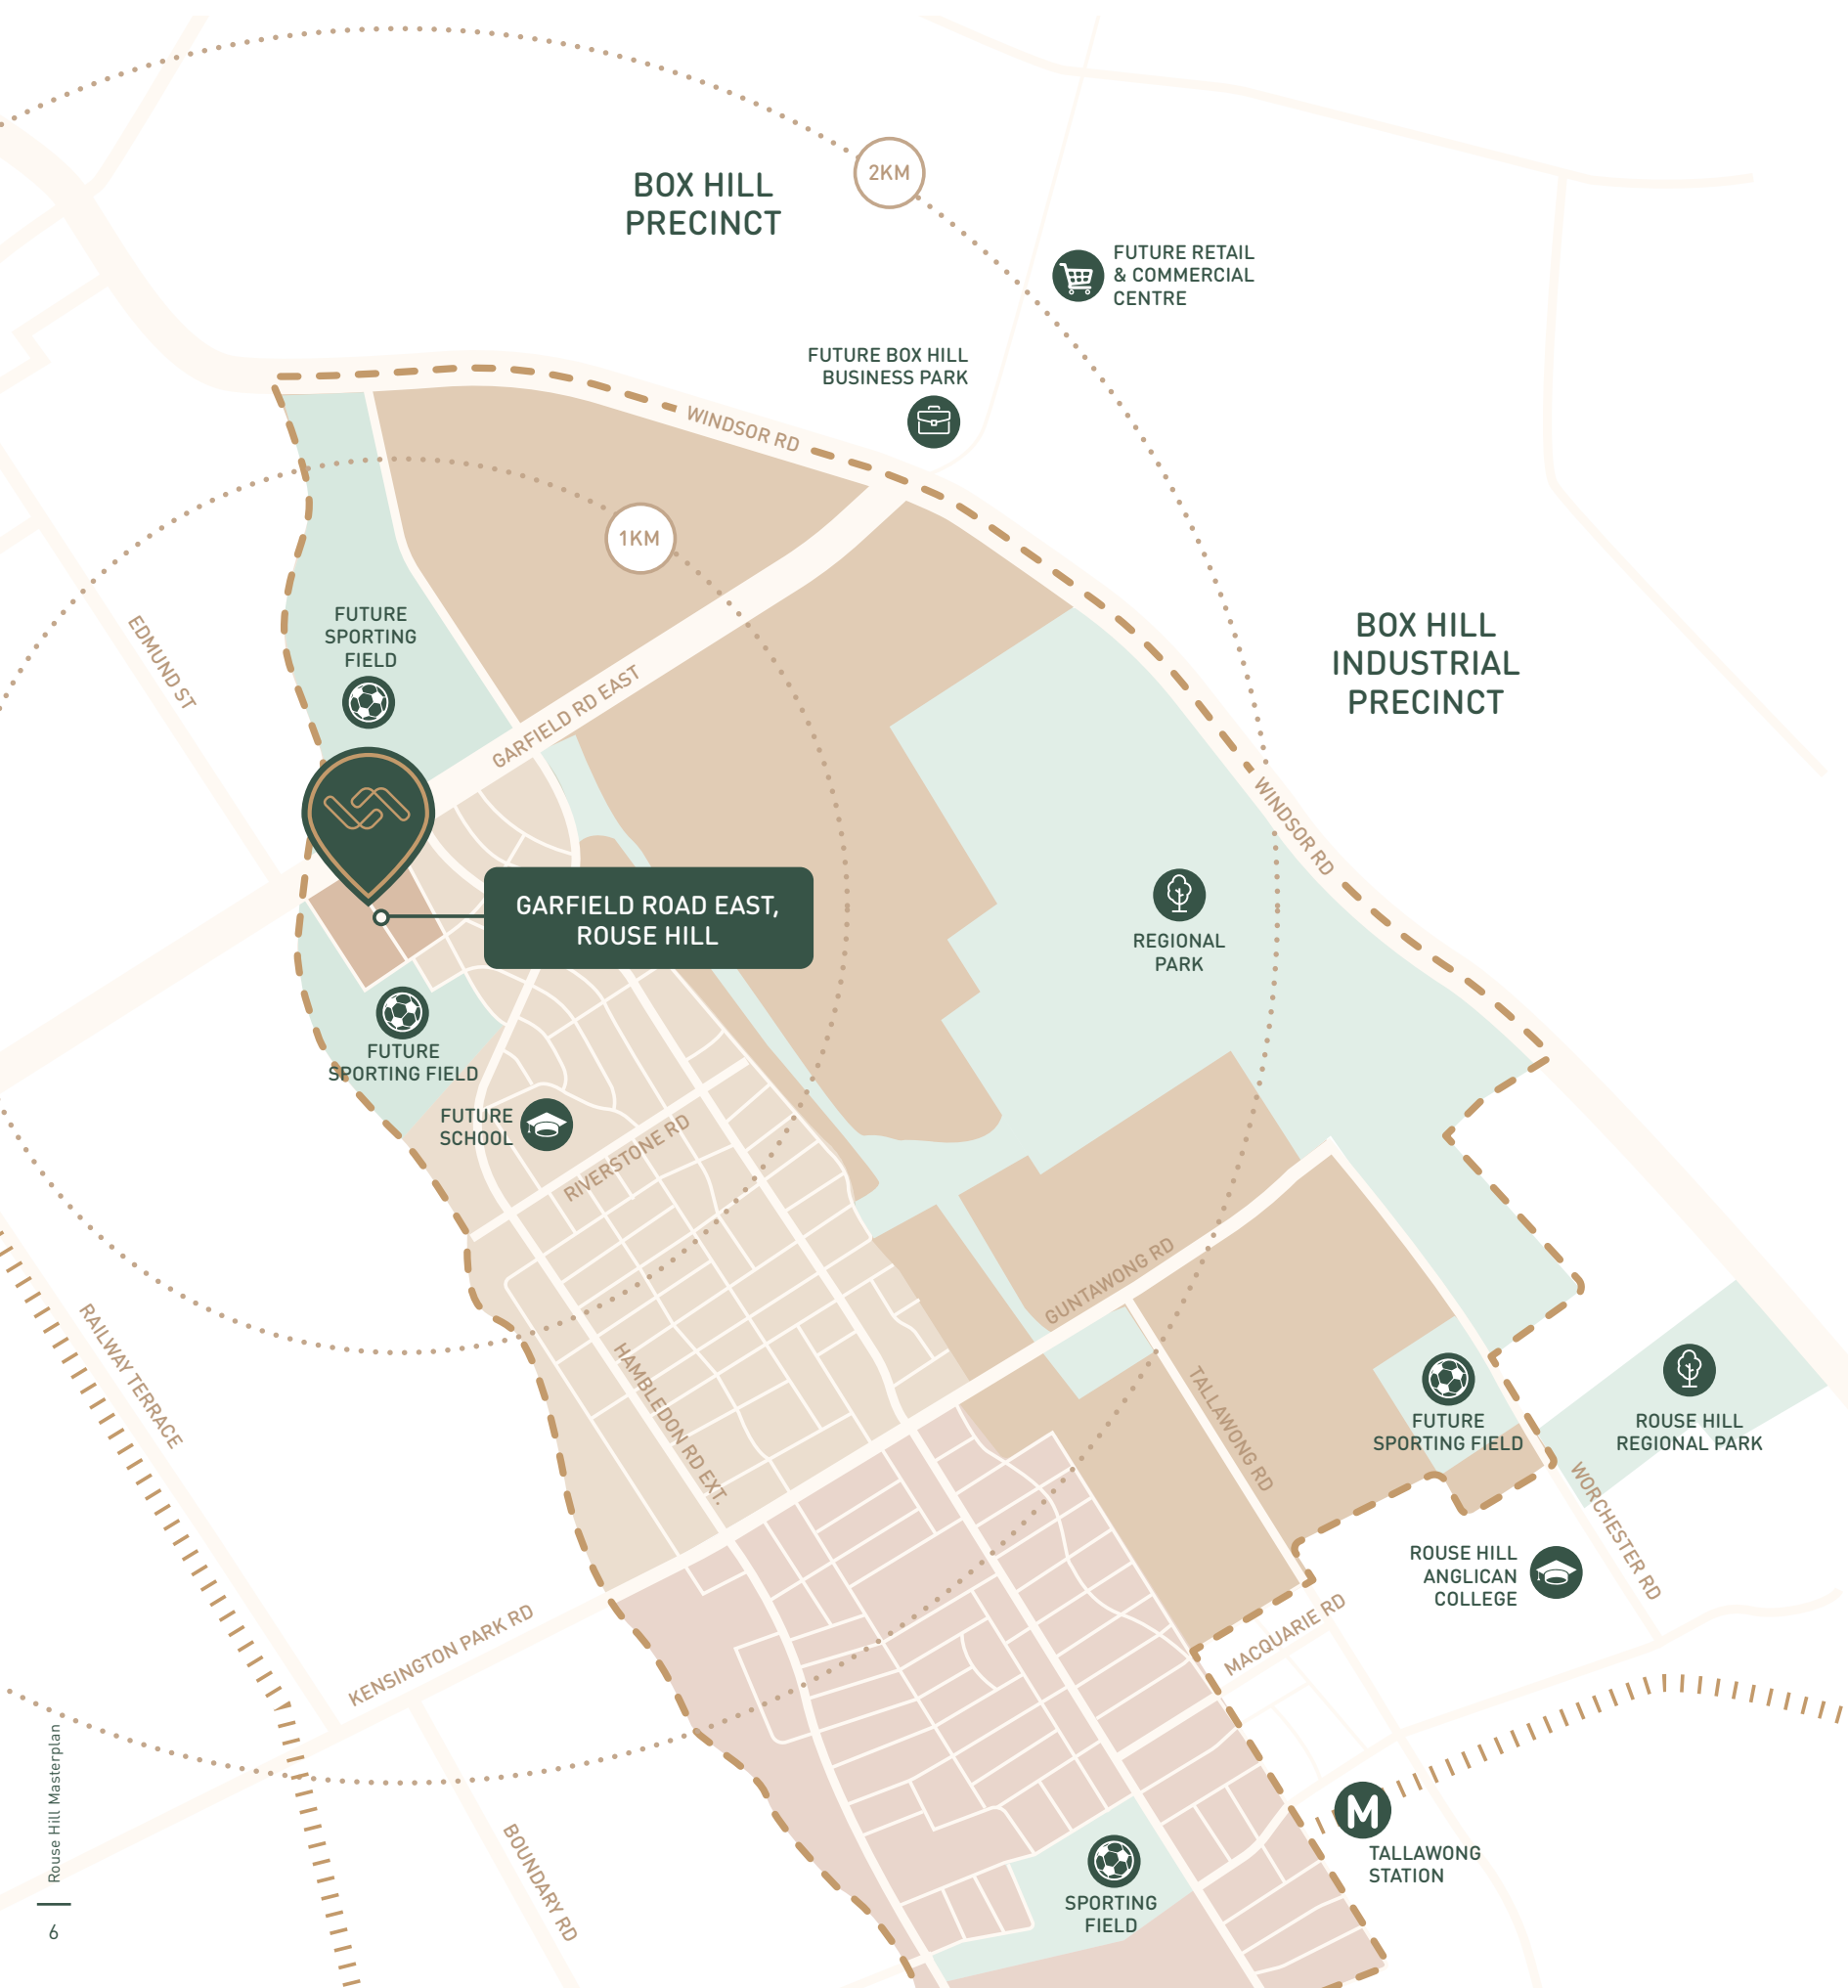 2KM
BOX HILL
PRECINCT
FUTURE RETAIL
& COMMERCIAL
CENTRE
FUTURE BOX HILL
BUSINESS PARK
WINDSOR RD
1KM
FUTURE
SPORTING
FIELD
EDMUND ST
GARFIELD RD EAST
BOX HILL
INDUSTRIAL
PRECINCT
WINDSOR RD
GARFIELD ROAD EAST,
ROUSE HILL
REGIONAL
PARK
FUTURE
SPORTING FIELD
FUTURE
SCHOOL
RIVERSTONE RD
GUNTAWONG RD
RAILWAY TERRACE
HAMBLEDON RD EXT.
TALLAWONG RD
FUTURE
SPORTING FIELD
ROUSE HILL
REGIONAL PARK
WORCHESTER RD
ROUSE HILL
ANGLICAN
COLLEGE
KENSINGTON PARK RD
MACQUARIE RD
M
TALLAWONG
STATION
BOUNDARY RD
SPORTING
FIELD
Rouse Hill Masterplan
6